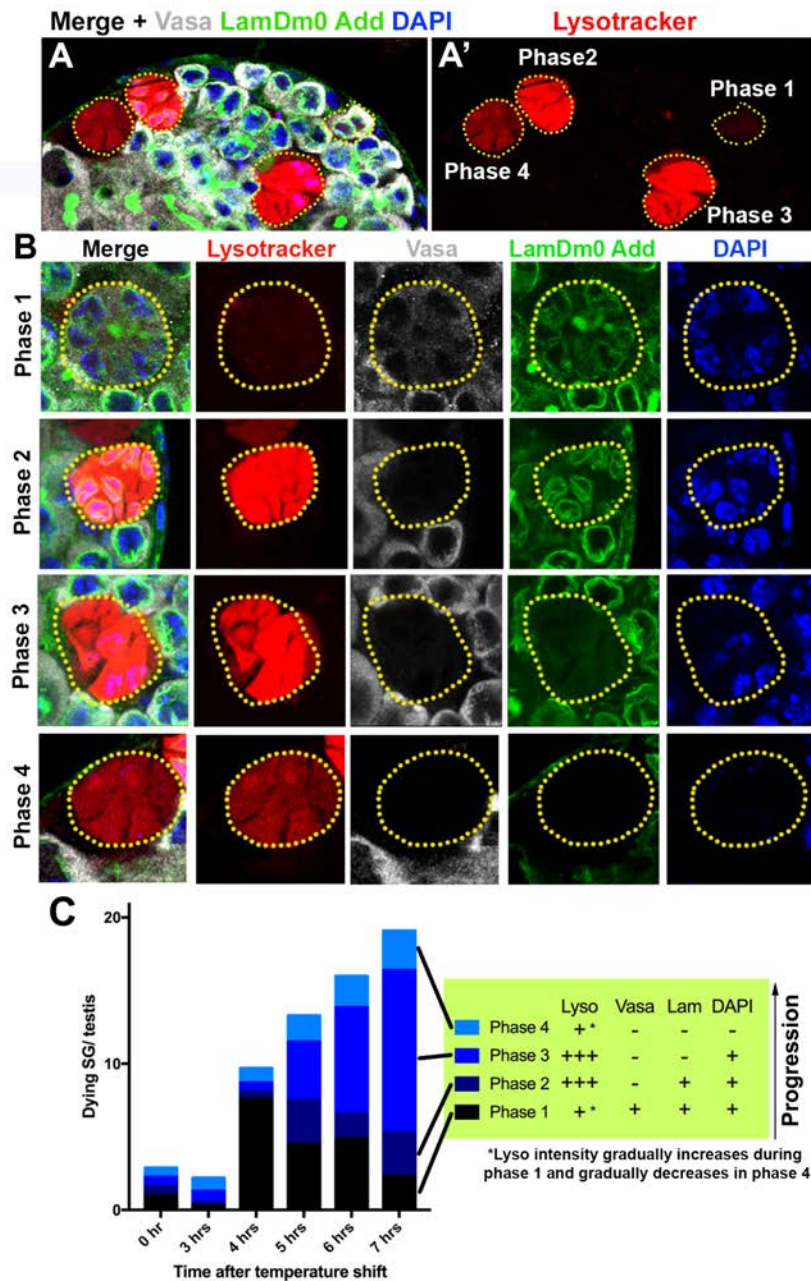 Merge + Vasa LamDm0 Add DAPI
Lysotracker
A
A'
Phase2
Phase 1
Phase 4
Phase 3
B
Merge Lysotracker Vasa LamDm0 Add DAPI
Phase 1
Phase 2
Phase 3
Phase 4
C
20
10
0
Dying SG/ testis
0 hr 3 hrs 4 hrs 5 hrs 6 hrs 7 hrs
Time after temperature shift
Lyso Vasa Lam DAPI
Phase 4 +* - - -
Phase 3 +++ - - +
Phase 2 +++ - + +
Phase 1 +* + + +
Progression
*Lyso intensity gradually increases during
phase 1 and gradually decreases in phase 4